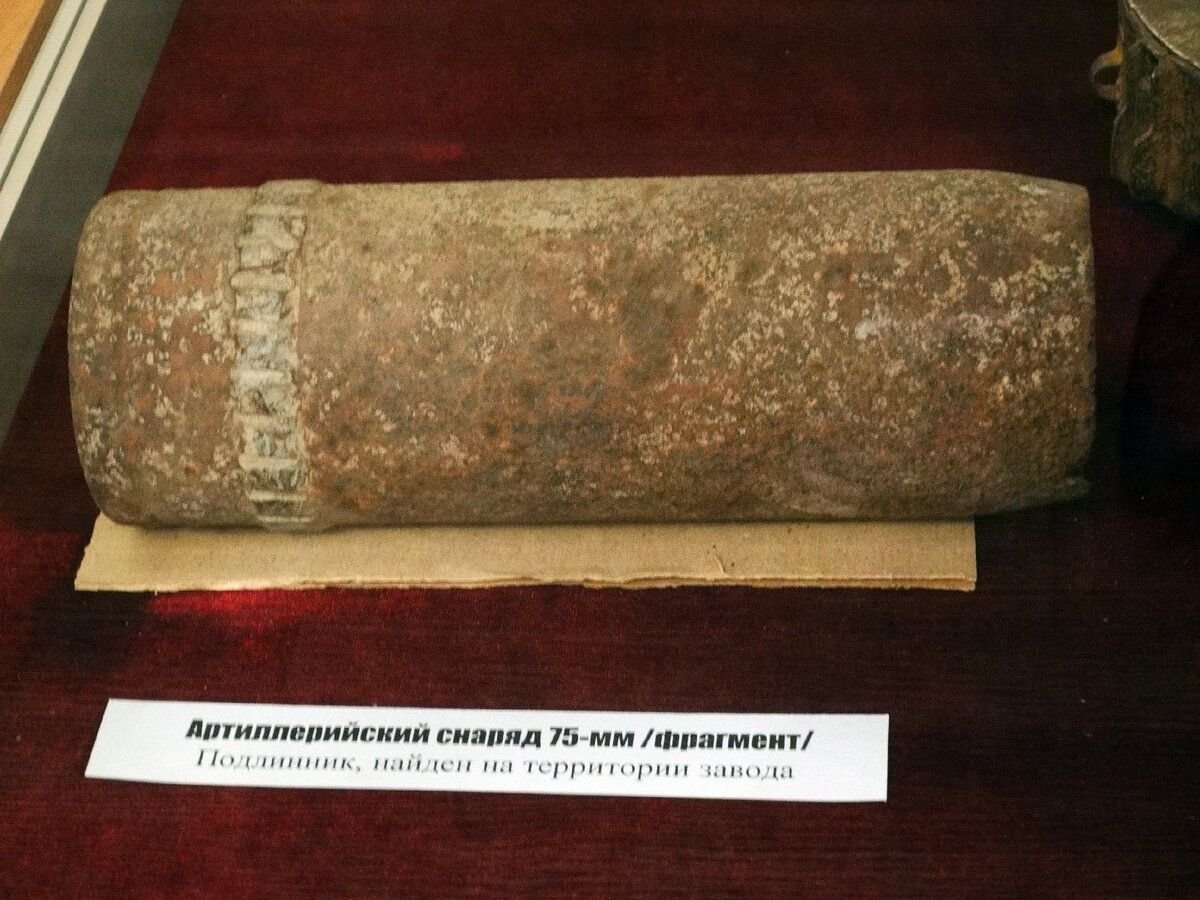 Артиллерийский снаряд 75-мм /фрагмент/
Подлинник, найден на территории завода